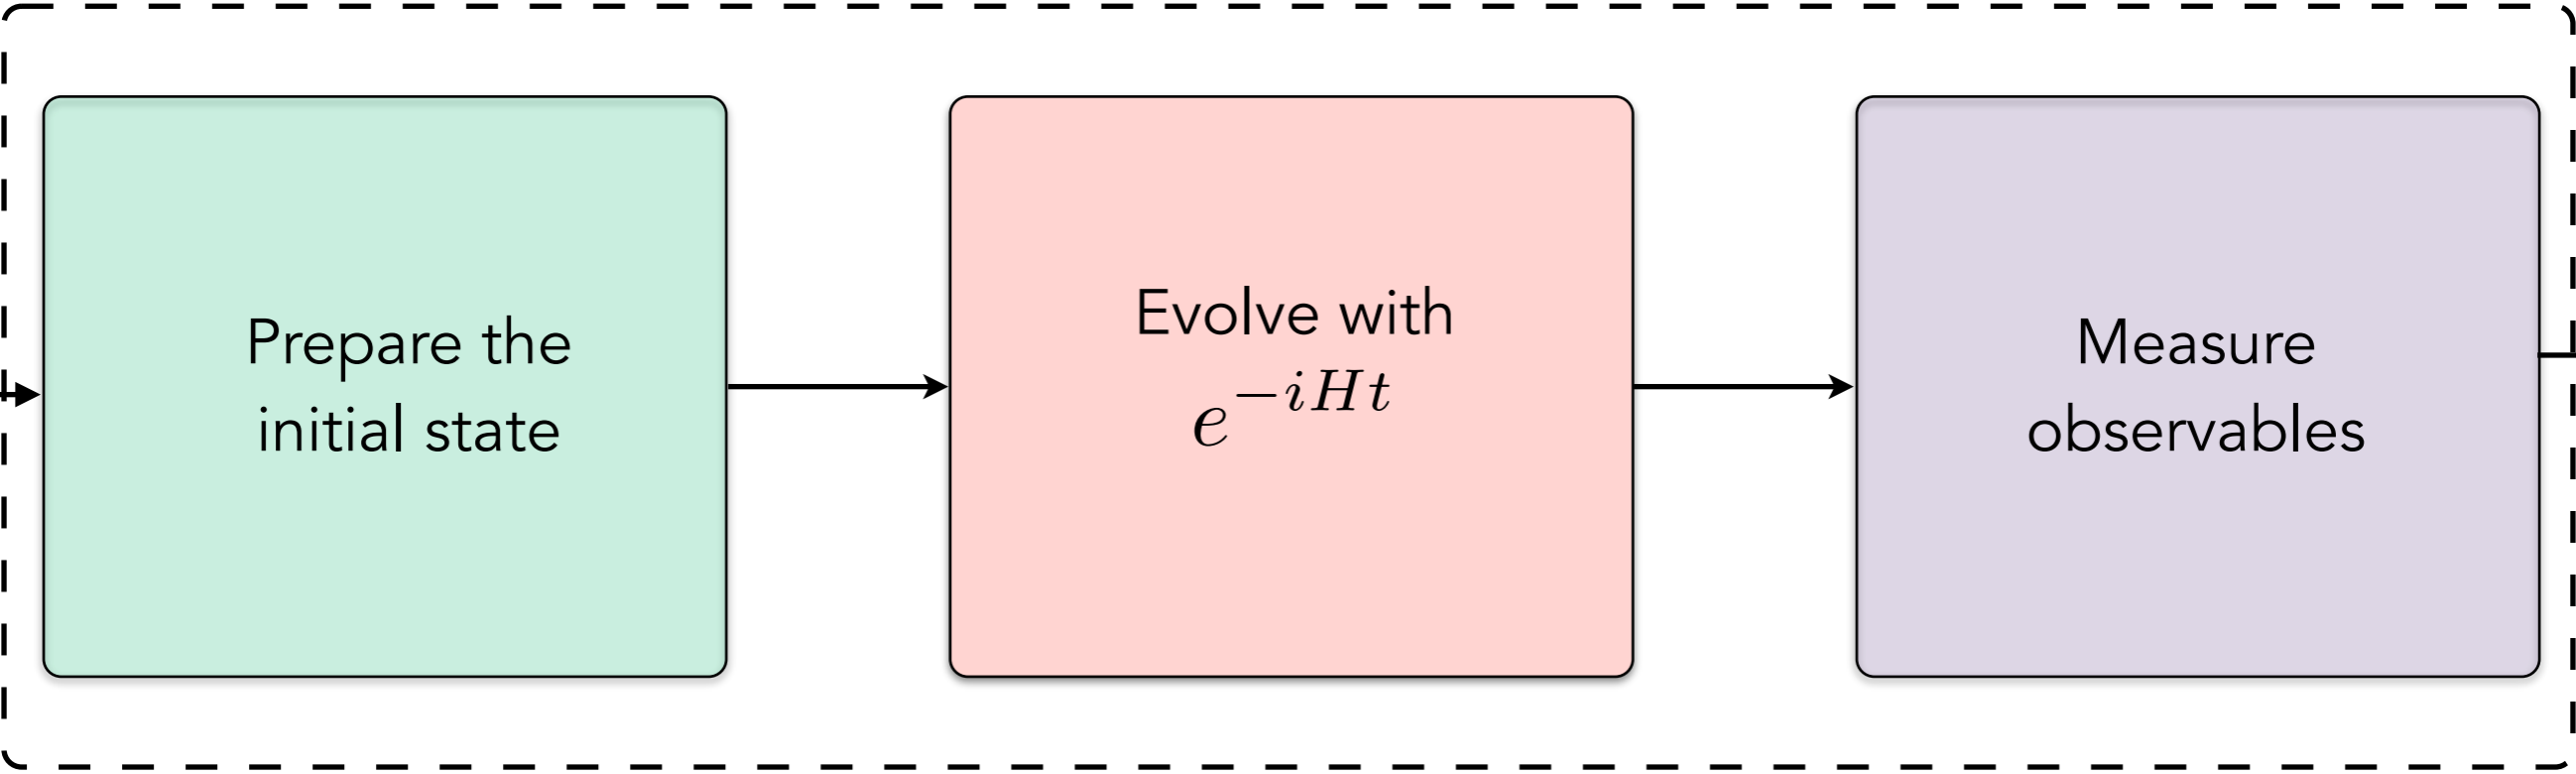 Prepare the
initial state
Evolve with
e^{-iHt}
Measure
observables